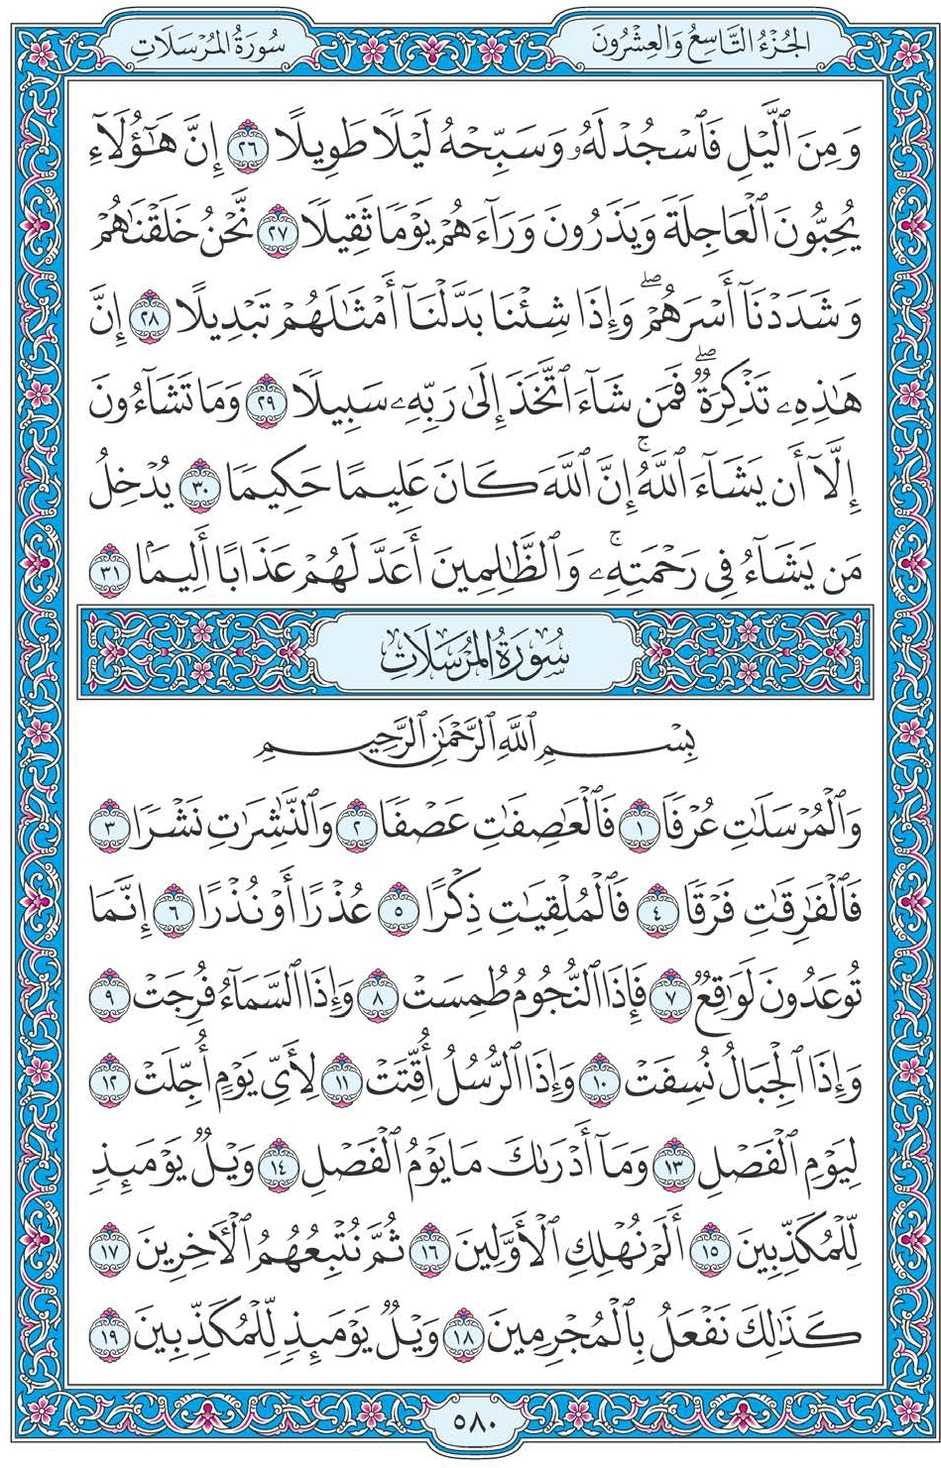 الجُزْءُ التَّاسِعُ وَالعِشْرُونَ
سُورَةُ المُرْسَلَاتِ
وَمِنَ ٱلَّيْلِ فَٱسْجُدْ لَهُۥ وَسَبِّحْهُ لَيْلًا طَوِيلًا ٢٦ إِنَّ هَٰٓؤُلَآءِ
يُحِبُّونَ ٱلْعَاجِلَةَ وَيَذَرُونَ وَرَآءَهُمْ يَوْمًا ثَقِيلًا ٢٧ نَّحْنُ خَلَقْنَٰهُمْ
وَشَدَدْنَآ أَسْرَهُمْۖ وَإِذَا شِئْنَا بَدَّلْنَآ أَمْثَٰلَهُمْ تَبْدِيلًا ٢٨ إِنَّ
هَٰذِهِۦ تَذْكِرَةٌۖ فَمَن شَآءَ ٱتَّخَذَ إِلَىٰ رَبِّهِۦ سَبِيلًا ٢٩ وَمَا تَشَآءُونَ
إِلَّآ أَن يَشَآءَ ٱللَّهُۚ إِنَّ ٱللَّهَ كَانَ عَلِيمًا حَكِيمًا ٣٠ يُدْخِلُ
مَن يَشَآءُ فِى رَحْمَتِهِۦۚ وَٱلظَّٰلِمِينَ أَعَدَّ لَهُمْ عَذَابًا أَلِيمًۢا ٣١
سُورَةُ المُرْسَلَاتِ
بِسْمِ ٱللَّهِ ٱلرَّحْمَٰنِ ٱلرَّحِيمِ
وَٱلْمُرْسَلَٰتِ عُرْفًا ١ فَٱلْعَٰصِفَٰتِ عَصْفًا ٢ وَٱلنَّٰشِرَٰتِ نَشْرًا ٣
فَٱلْفَٰرِقَٰتِ فَرْقًا ٤ فَٱلْمُلْقِيَٰتِ ذِكْرًا ٥ عُذْرًا أَوْ نُذْرًا ٦ إِنَّمَا
تُوعَدُونَ لَوَٰقِعٌ ٧ فَإِذَا ٱلنُّجُومُ طُمِسَتْ ٨ وَإِذَا ٱلسَّمَآءُ فُرِجَتْ ٩
وَإِذَا ٱلْجِبَالُ نُسِفَتْ ١٠ وَإِذَا ٱلرُّسُلُ أُقِّتَتْ ١١ لِأَىِّ يَوْمٍ أُجِّلَتْ ١٢
لِيَوْمِ ٱلْفَصْلِ ١٣ وَمَآ أَدْرَىٰكَ مَا يَوْمُ ٱلْفَصْلِ ١٤ وَيْلٌ يَوْمَئِذٍ
لِّلْمُكَذِّبِينَ ١٥ أَلَمْ نُهْلِكِ ٱلْأَوَّلِينَ ١٦ ثُمَّ نُتْبِعُهُمُ ٱلْءَاخِرِينَ ١٧
كَذَٰلِكَ نَفْعَلُ بِٱلْمُجْرِمِينَ ١٨ وَيْلٌ يَوْمَئِذٍ لِّلْمُكَذِّبِينَ ١٩
٥٨٠